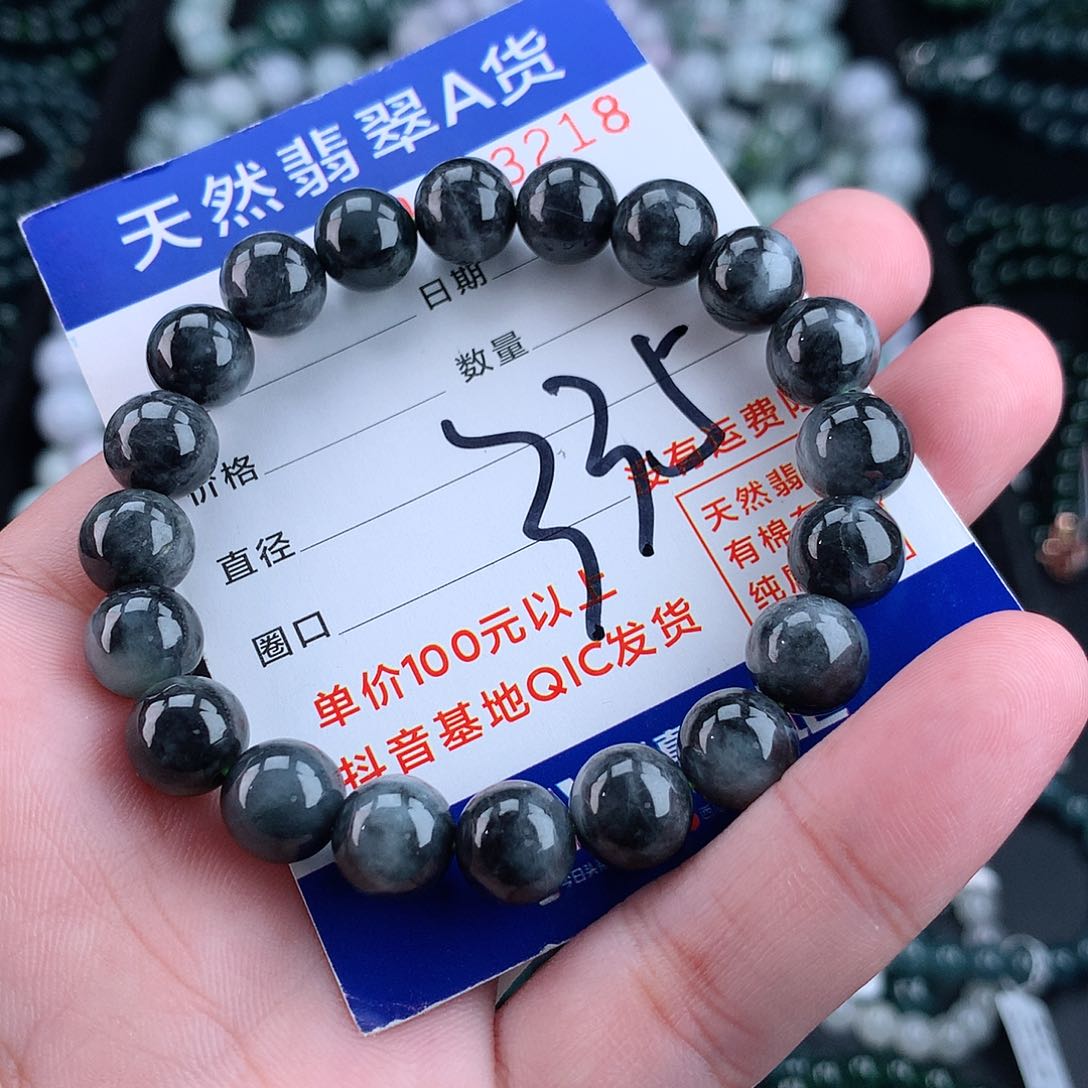 天然翡翠A货
3218
日期
数量
价格
直径
圈口
没有运费
天然翡
有棉
单价100元以上
抖音基地QIC发货